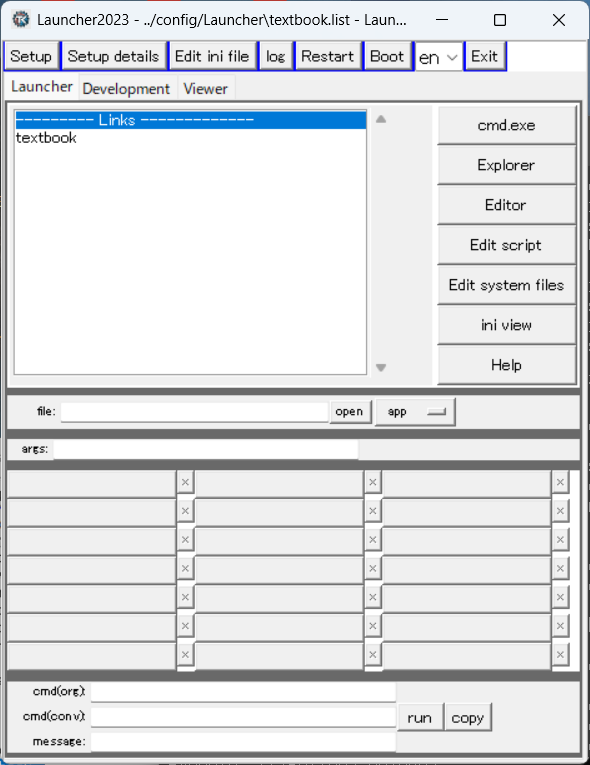 Launcher2023 - ../config/Launcher\textbook.list - Laun...
Setup Setup details Edit ini file log Restart Boot en Exit
Launcher Development Viewer
--------- Links -------------
textbook
cmd.exe
Explorer
Editor
Edit script
Edit system files
ini view
Help
file: open app
args:
× × ×
× × ×
× × ×
× × ×
× × ×
× × ×
× × ×
cmd(org):
cmd(conv): run copy
message: